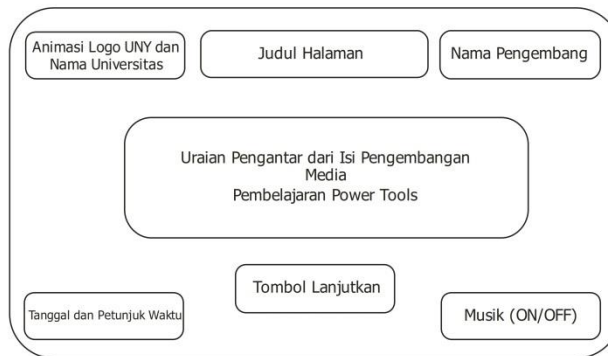 Animasi Logo UNY dan
Nama Universitas
Judul Halaman
Nama Pengembang
Uraian Pengantar dari Isi Pengembangan
Media
Pembelajaran Power Tools
Tombol Lanjutkan
Tanggal dan Petunjuk Waktu
Musik (ON/OFF)